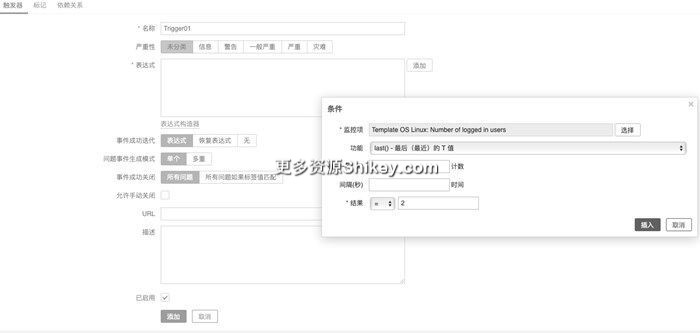 触发器 标记 依赖关系
* 名称 Trigger01
严重性 未分类 信息 警告 一般严重 严重 灾难
* 表达式 添加
表达式构造器
事件成功迭代 表达式 恢复表达式 无
问题事件生成模式 单个 多重
事件成功关闭 所有问题 所有问题如果标签值匹配
允许手动关闭
URL
描述
已启用
添加 取消
条件
* 监控项 Template OS Linux: Number of logged in users 选择
功能 last() - 最后（最近）的 T 值
计数
间隔(秒) 时间
* 结果 = 2
插入 取消
更多资源Shikey.com